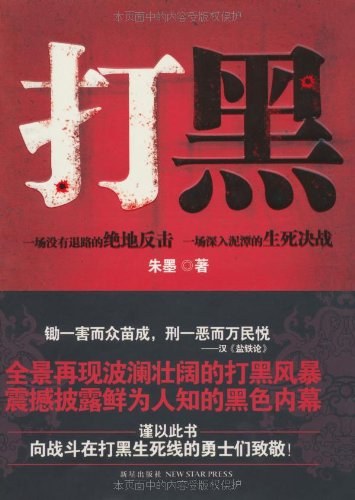 本页面中的内容受版权保护
打黑
一场没有退路的绝地反击 一场深入泥潭的生死决战
朱墨 ◎著
锄一害而众苗成，刑一恶而万民悦
——汉《盐铁论》
全景再现波澜壮阔的打黑风暴
震撼披露鲜为人知的黑色内幕
谨以此书
向战斗在打黑生死线的勇士们致敬！
新星出版社 NEW STAR PRESS
本页面中的内容受版权保护